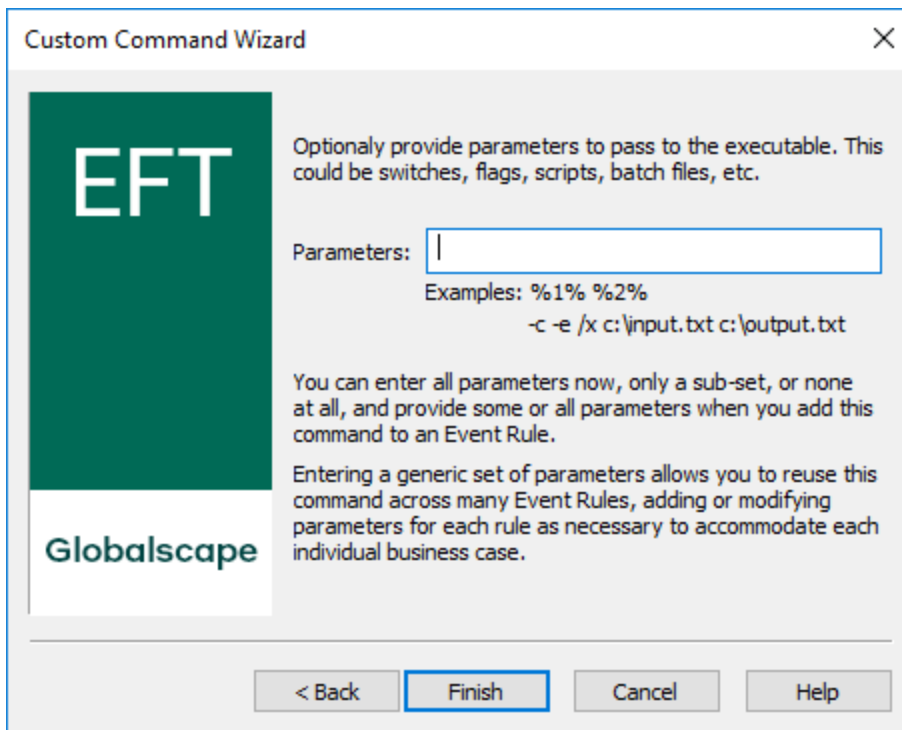 Custom Command Wizard
EFT
Globalscape
Optionaly provide parameters to pass to the executable. This
could be switches, flags, scripts, batch files, etc.
Parameters:
Examples: %1% %2%
-c -e /x c:\input.txt c:\output.txt
You can enter all parameters now, only a sub-set, or none
at all, and provide some or all parameters when you add this
command to an Event Rule.
Entering a generic set of parameters allows you to reuse this
command across many Event Rules, adding or modifying
parameters for each rule as necessary to accommodate each
individual business case.
< Back
Finish
Cancel
Help